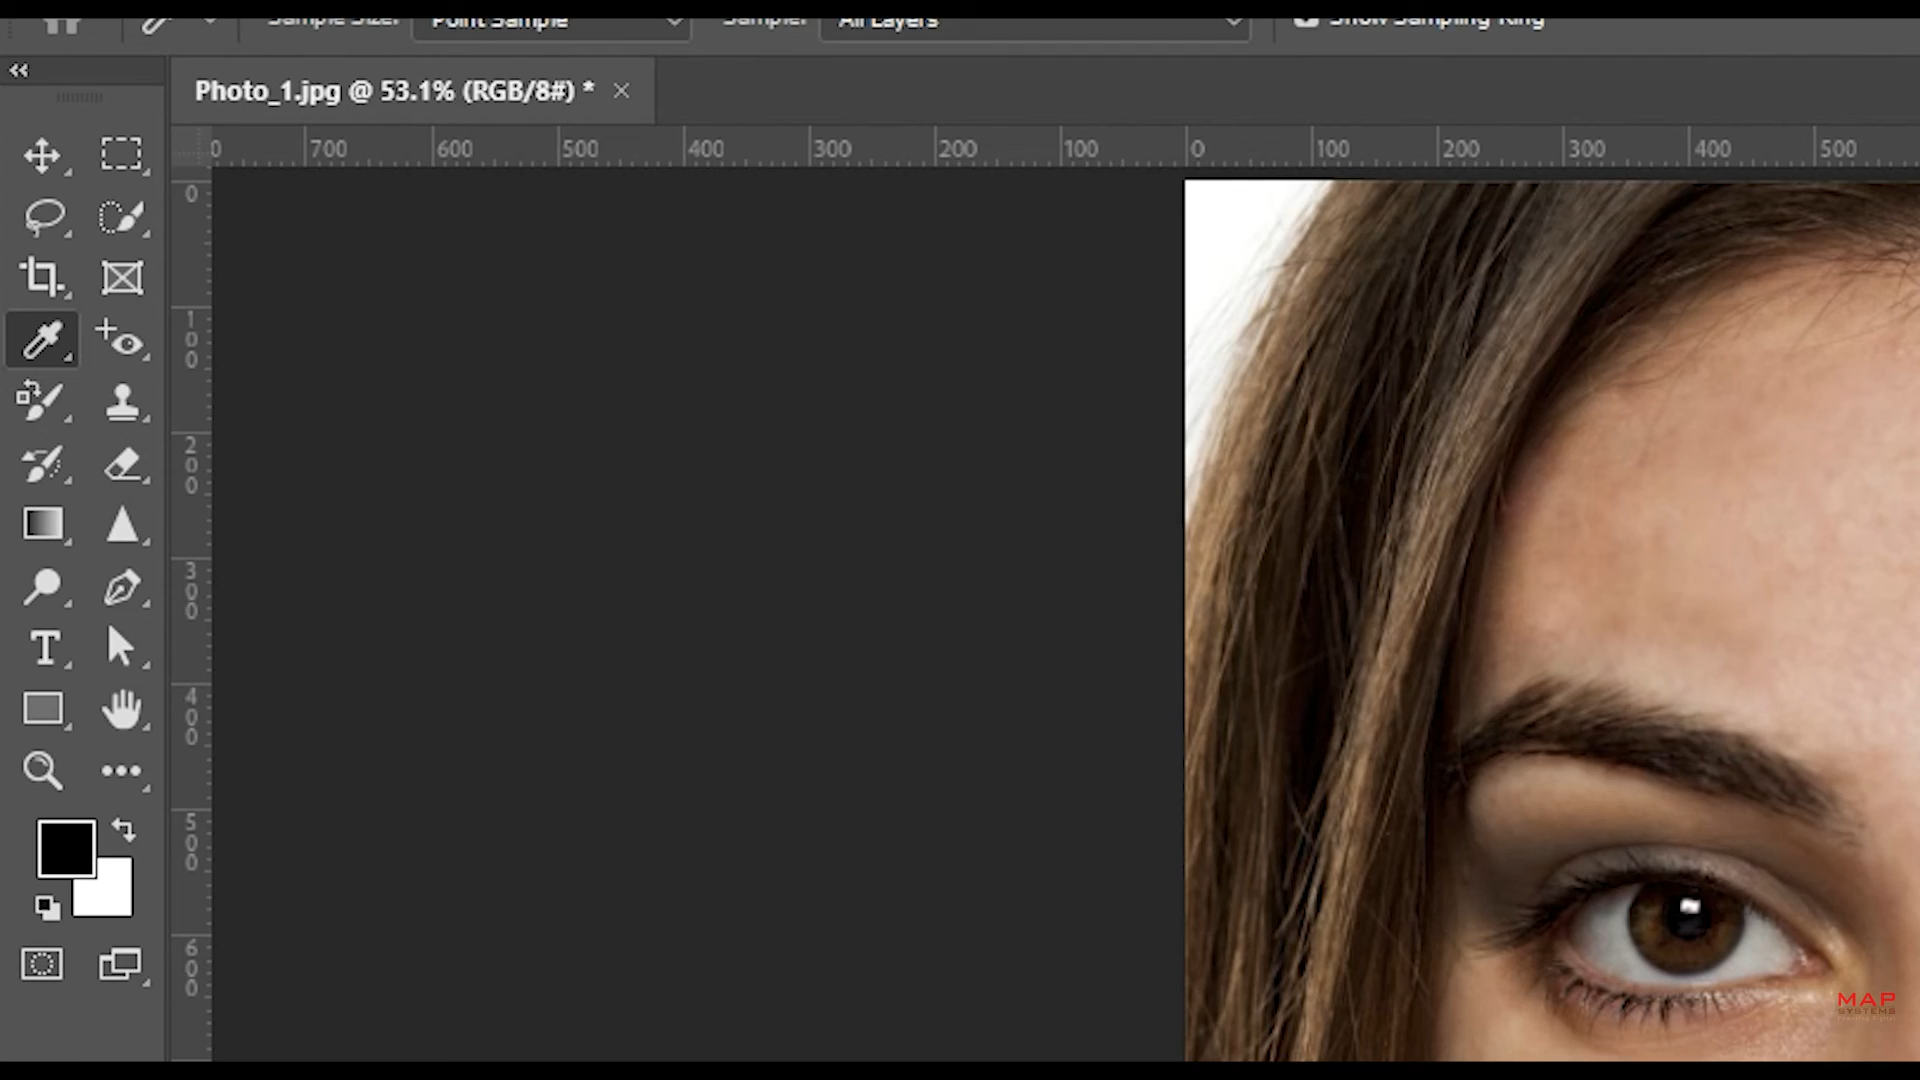 Sample Size: Point Sample Sample: All Layers Show Sampling Ring
Photo_1.jpg @ 53.1% (RGB/8#) * ×
0 700 600 500 400 300 200 100 0 100 200 300 400 500
0
100
200
300
400
500
600
T
MAP
SYSTEMS